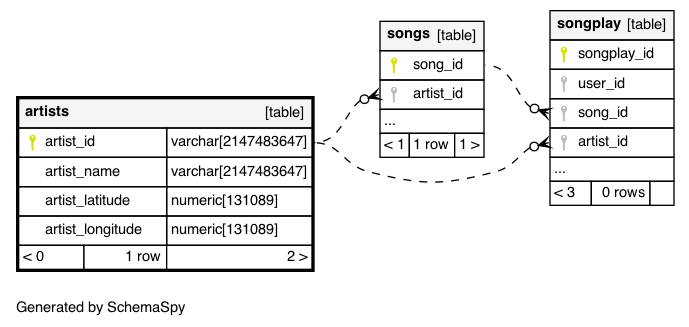 artists [table]
artist_id varchar[2147483647]
artist_name varchar[2147483647]
artist_latitude numeric[131089]
artist_longitude numeric[131089]
< 0 1 row 2 >
songs [table]
song_id
artist_id
...
< 1 1 row 1 >
songplay [table]
songplay_id
user_id
song_id
artist_id
...
< 3 0 rows
Generated by SchemaSpy